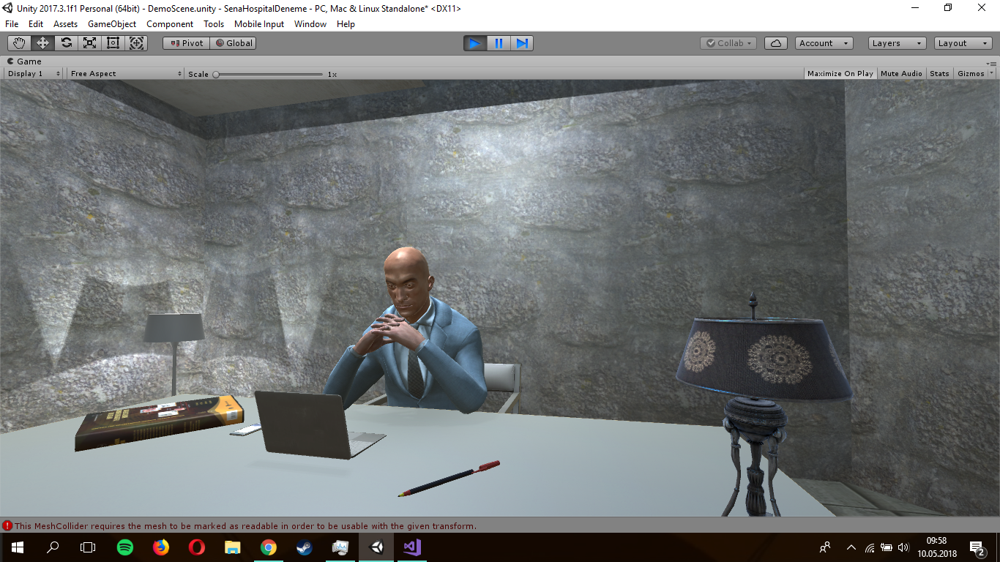 Unity 2017.3.1f1 Personal (64bit) - DemoScene.unity - SenaHospitalDeneme - PC, Mac & Linux Standalone* <DX11>
File Edit Assets GameObject Component Tools Mobile Input Window Help
Pivot Global Collab Account Layers Layout
Game
Display 1 Free Aspect Scale 1x Maximize On Play Mute Audio Stats Gizmos
This MeshCollider requires the mesh to be marked as readable in order to be usable with the given transform.
09:58
10.05.2018
2